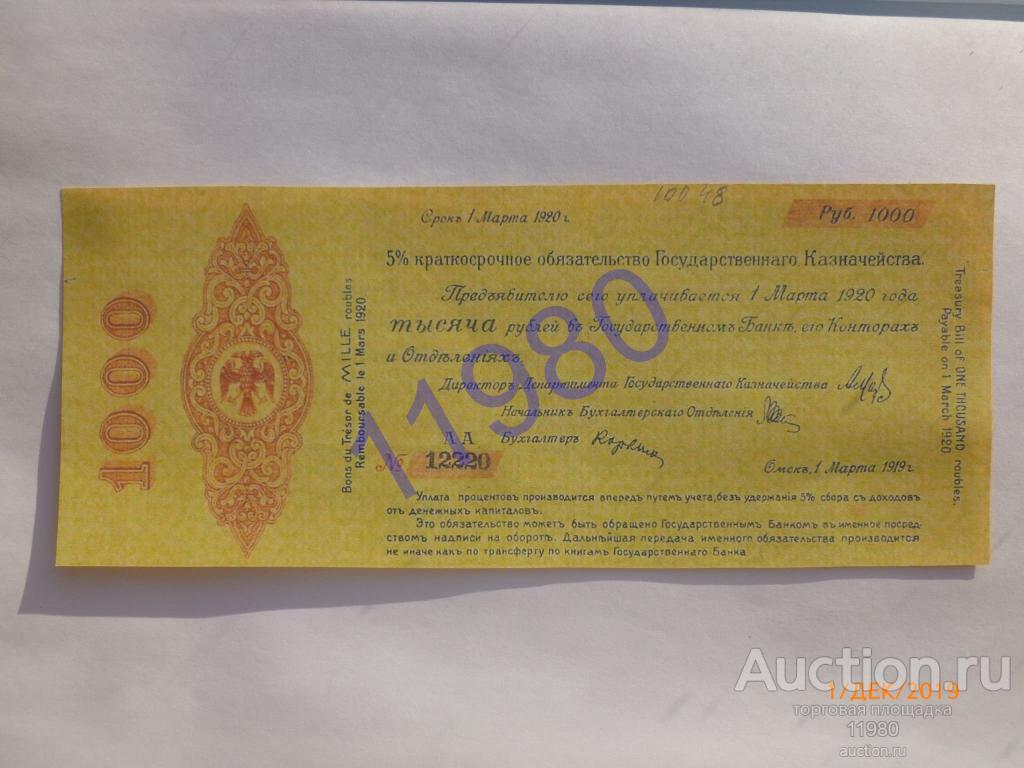 10048
Срокъ 1 Марта 1920 г.
Руб. 1000
5% краткосрочное обязательство Государственнаго Казначейства.
Предъявителю сего уплачивается 1 Марта 1920 года
тысяча рублей въ Государственномъ Банкѣ, его Конторахъ
и Отдѣленіяхъ.
Директоръ Департамента Государственнаго Казначейства
Начальникъ Бухгалтерскаго Отдѣленія
АА
Бухгалтеръ
№ 12220
Омскъ, 1 Марта 1919 г.
Уплата процентовъ производится впередъ путемъ учета, безъ удержанія 5% сбора съ доходовъ
отъ денежныхъ капиталовъ.
Это обязательство можетъ быть обращено Государственнымъ Банкомъ въ именное посред-
ствомъ надписи на оборотѣ. Дальнѣйшая передача именного обязательства производится
не иначе какъ по трансферту по книгамъ Государственнаго Банка
1000
Bons du Trésor de MILLE roubles
Remboursable le 1 Mars 1920.
Treasury Bill of ONE THOUSAND roubles.
Payable on 1 March 1920.
11980
1/ДЕК/2019
Auction.ru
торговая площадка
11980
auction.ru